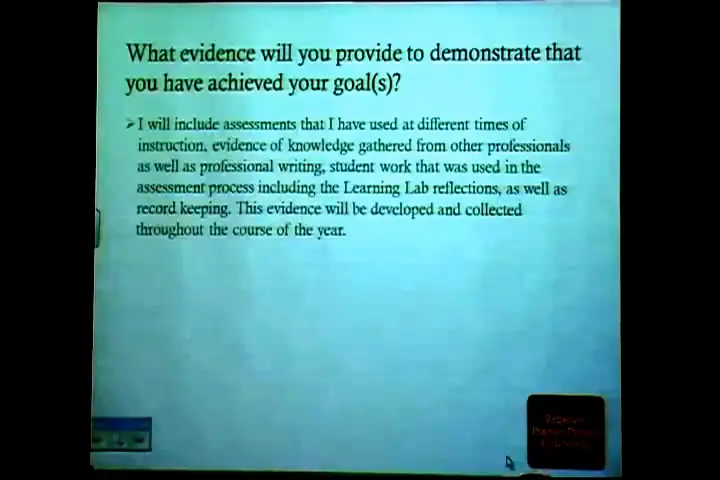 What evidence will you provide to demonstrate that
you have achieved your goal(s)?
➤ I will include assessments that I have used at different times of
instruction, evidence of knowledge gathered from other professionals
as well as professional writing, student work that was used in the
assessment process including the Learning Lab reflections, as well as
record keeping. This evidence will be developed and collected
throughout the course of the year.